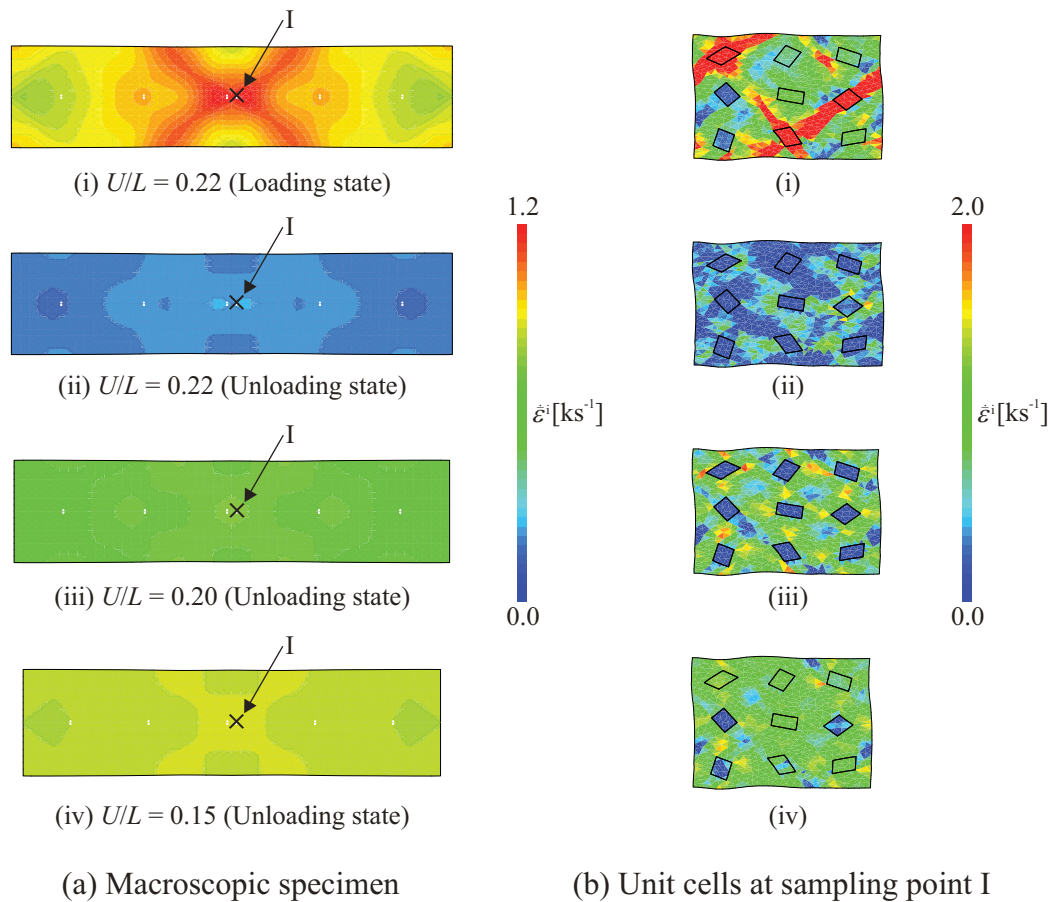 I
(i) U/L = 0.22 (Loading state)
I
(ii) U/L = 0.22 (Unloading state)
I
(iii) U/L = 0.20 (Unloading state)
I
(iv) U/L = 0.15 (Unloading state)
(a) Macroscopic specimen
1.2
ε̇ⁱ[ks⁻¹]
0.0
(i)
(ii)
(iii)
(iv)
2.0
ε̇ⁱ[ks⁻¹]
0.0
(b) Unit cells at sampling point I